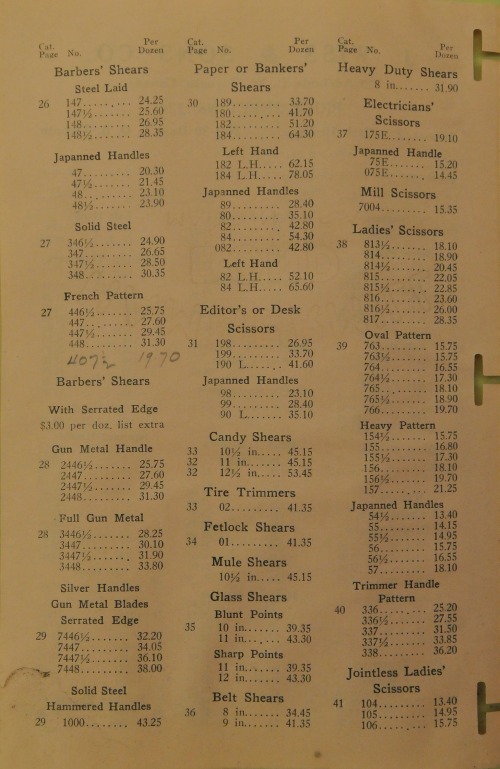 Cat. Page No. Per Dozen
Barbers' Shears
Steel Laid
26 147......... 24.25
147½....... 25.60
148......... 26.95
148½....... 28.35
Japanned Handles
47......... 20.30
47½....... 21.45
48......... 23.10
48½....... 23.90
Solid Steel
27 346½....... 24.90
347......... 26.65
347½....... 28.50
348......... 30.35
French Pattern
27 446½....... 25.75
447......... 27.60
447½....... 29.45
448......... 31.30
407½ 19 70
Barbers' Shears
With Serrated Edge
$3.00 per doz. list extra
Gun Metal Handle
28 2446½....... 25.75
2447....... 27.60
2447½....... 29.45
2448....... 31.30
Full Gun Metal
28 3446½....... 28.25
3447....... 30.10
3447½....... 31.90
3448....... 33.80
Silver Handles
Gun Metal Blades
Serrated Edge
29 7446½....... 32.20
7447....... 34.05
7447½....... 36.10
7448....... 38.00
Solid Steel
Hammered Handles
29 1000........ 43.25
Cat. Page No. Per Dozen
Paper or Bankers'
Shears
30 189......... 33.70
180......... 41.70
182......... 51.20
184......... 64.30
Left Hand
182 L.H..... 62.15
184 L.H..... 78.05
Japanned Handles
89......... 28.40
80......... 35.10
82......... 42.80
84......... 54.30
082......... 42.80
Left Hand
82 L.H..... 52.10
84 L.H..... 65.60
Editor's or Desk
Scissors
31 198......... 26.95
199......... 33.70
190 L...... 41.60
Japanned Handles
98......... 23.10
99......... 28.40
90 L...... 35.10
Candy Shears
33 10½ in..... 45.15
32 11 in..... 45.15
32 12½ in..... 53.45
Tire Trimmers
33 02......... 41.35
Fetlock Shears
34 01......... 41.35
Mule Shears
10½ in..... 45.15
Glass Shears
Blunt Points
35 10 in....... 39.35
11 in....... 43.30
Sharp Points
11 in....... 39.35
12 in....... 43.30
Belt Shears
36 8 in....... 34.45
9 in....... 41.35
Cat. Page No. Per Dozen
Heavy Duty Shears
8 in....... 31.90
Electricians'
Scissors
37 175E........ 19.10
Japanned Handle
75E........ 15.20
075E........ 14.45
Mill Scissors
7004......... 15.35
Ladies' Scissors
38 813½....... 18.10
814......... 18.90
814½....... 20.45
815......... 22.05
815½....... 22.85
816......... 23.60
816½....... 26.00
817......... 28.35
Oval Pattern
39 763......... 15.75
763½....... 15.75
764......... 16.55
764½....... 17.30
765......... 18.10
765½....... 18.90
766......... 19.70
Heavy Pattern
154½....... 15.75
155......... 16.80
155½....... 17.30
156......... 18.10
156½....... 19.70
157......... 21.25
Japanned Handles
54½....... 13.40
55......... 14.15
55½....... 14.95
56......... 15.75
56½....... 16.55
57......... 18.10
Trimmer Handle
Pattern
40 336......... 25.20
336½....... 27.55
337......... 31.50
337½....... 33.85
338......... 36.20
Jointless Ladies'
Scissors
41 104......... 13.40
105......... 14.95
106......... 15.75